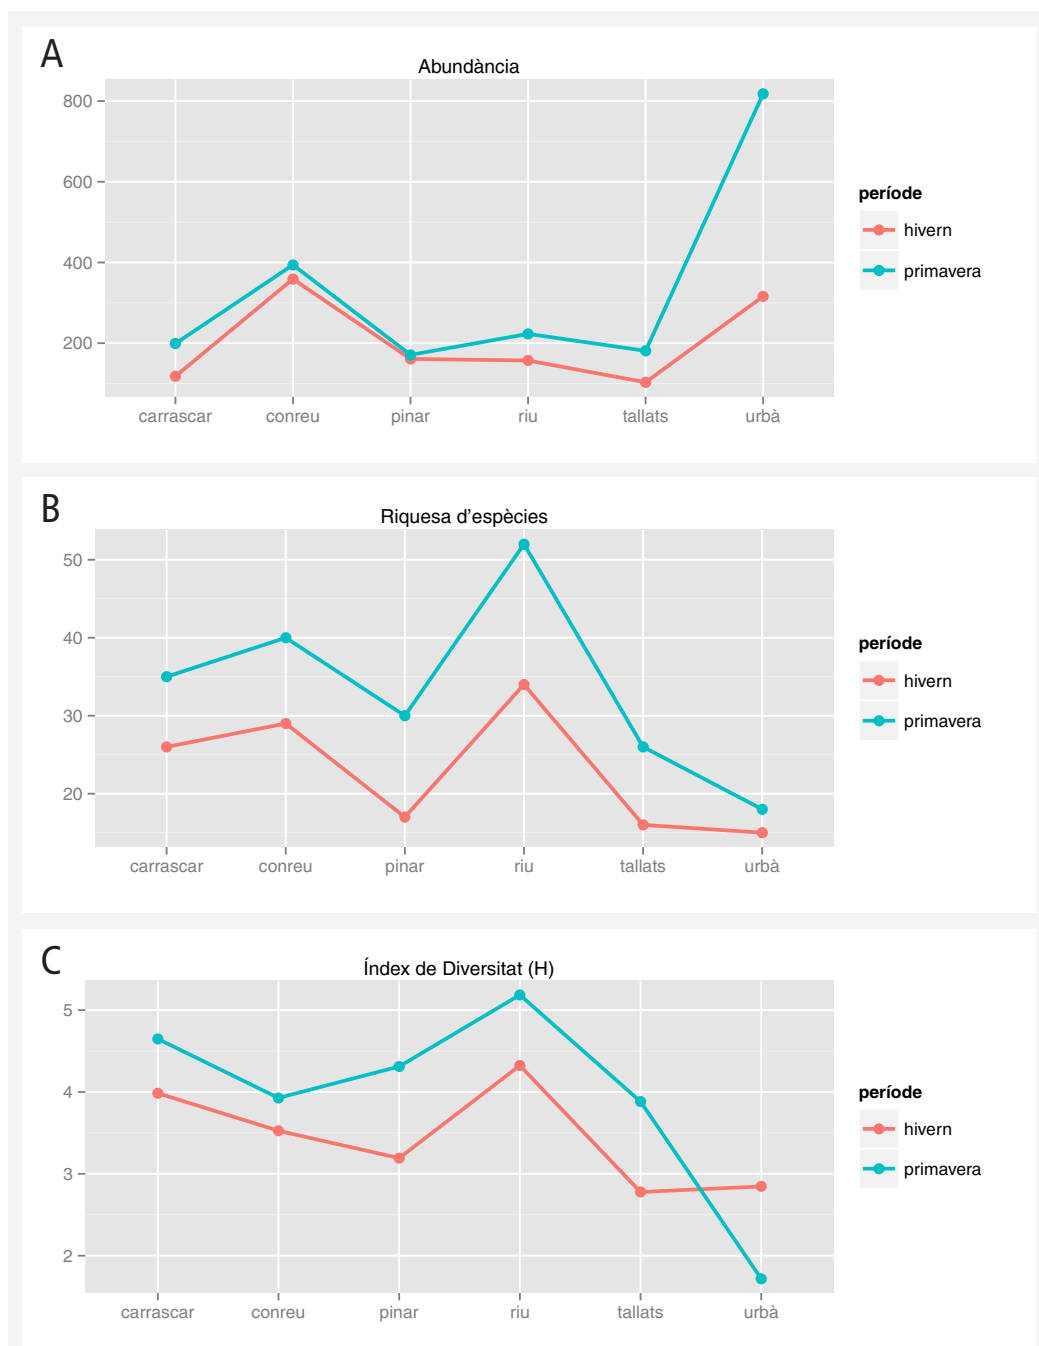 A
Abundància
800
600
400
200
carrascar conreu pinar riu tallats urbà
període
hivern
primavera
B
Riquesa d'espècies
50
40
30
20
carrascar conreu pinar riu tallats urbà
període
hivern
primavera
C
Índex de Diversitat (H)
5
4
3
2
carrascar conreu pinar riu tallats urbà
període
hivern
primavera